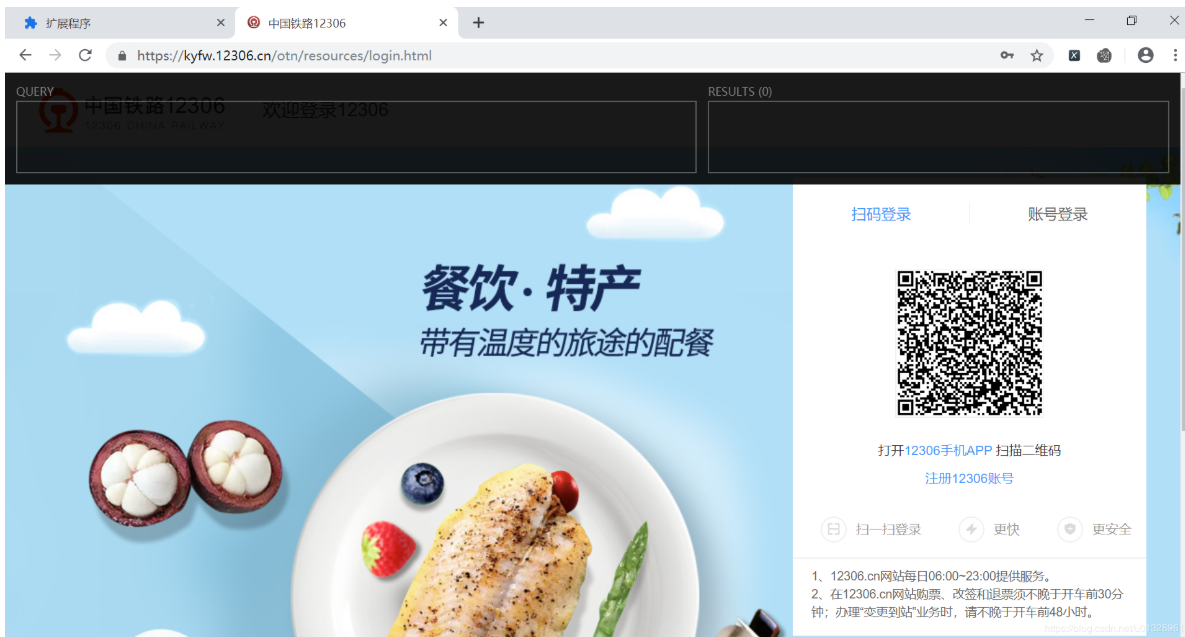 扩展程序
中国铁路12306
https://kyfw.12306.cn/otn/resources/login.html
QUERY
RESULTS (0)
中国铁路12306
12306 CHINA RAILWAY
欢迎登录12306
扫码登录
账号登录
餐饮·特产
带有温度的旅途的配餐
打开12306手机APP 扫描二维码
注册12306账号
扫一扫登录
更快
更安全
1、12306.cn网站每日06:00~23:00提供服务。
2、在12306.cn网站购票、改签和退票须不晚于开车前30分
钟；办理“变更到站”业务时，请不晚于开车前48小时。